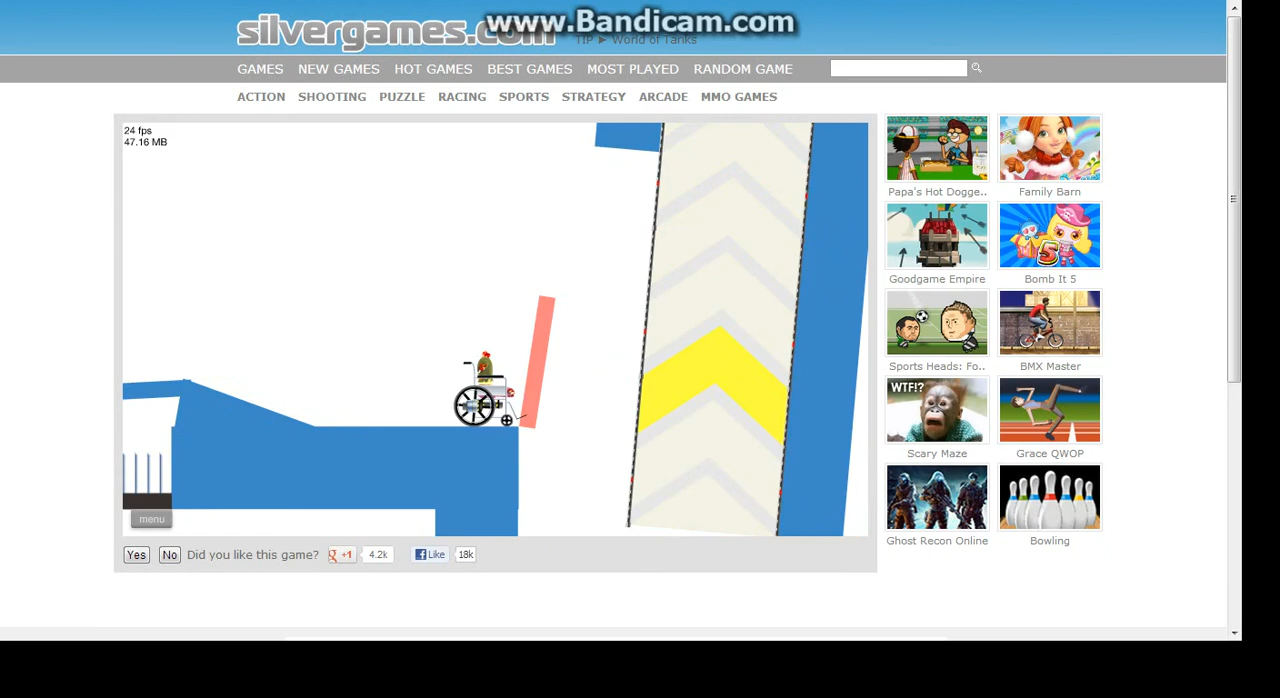 www.Bandicam.com
silvergames.com
TIP ► World of Tanks
GAMES NEW GAMES HOT GAMES BEST GAMES MOST PLAYED RANDOM GAME
ACTION SHOOTING PUZZLE RACING SPORTS STRATEGY ARCADE MMO GAMES
24 fps
47.16 MB
Papa's Hot Dogge.. Family Barn
5
Goodgame Empire Bomb It 5
Sports Heads: Fo.. BMX Master
WTF!?
Scary Maze Grace QWOP
Ghost Recon Online Bowling
menu
Yes No Did you like this game? +1 4.2k Like 18k